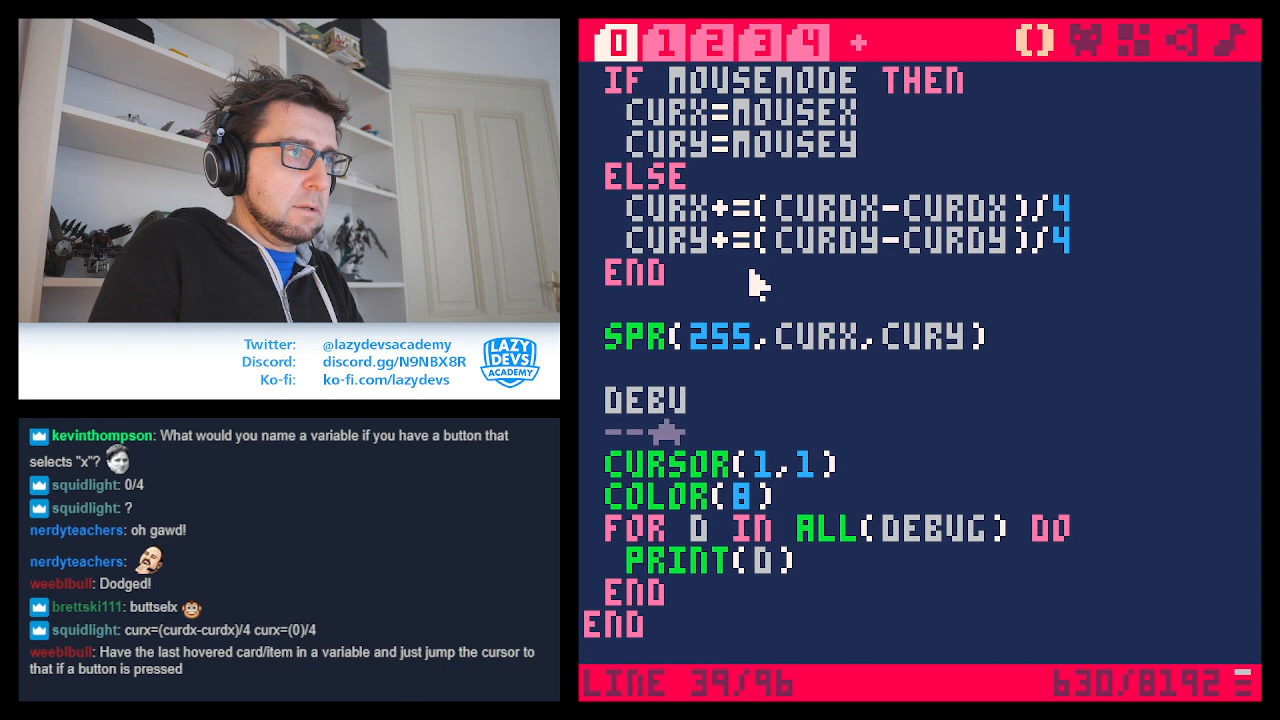 Twitter: @lazydevsacademy
Discord: discord.gg/N9NBX8R
Ko-fi: ko-fi.com/lazydevs
LAZY
DEVS
ACADEMY
kevinthompson: What would you name a variable if you have a button that
selects "x"?
squidlight: 0/4
squidlight: ?
nerdyteachers: oh gawd!
nerdyteachers:
weeblbull: Dodged!
brettski111: buttselx
squidlight: curx=(curdx-curdx)/4 curx=(0)/4
weeblbull: Have the last hovered card/item in a variable and just jump the cursor to
that if a button is pressed
0 1 2 3 4 +
IF MOUSEMODE THEN
CURX=MOUSEX
CURY=MOUSEY
ELSE
CURX+=(CURDX-CURDX)/4
CURY+=(CURDY-CURDY)/4
END
SPR(255,CURX,CURY)
DEBU
--
CURSOR(1,1)
COLOR(8)
FOR D IN ALL(DEBUG) DO
PRINT(D)
END
END
LINE 39/96 630/8192